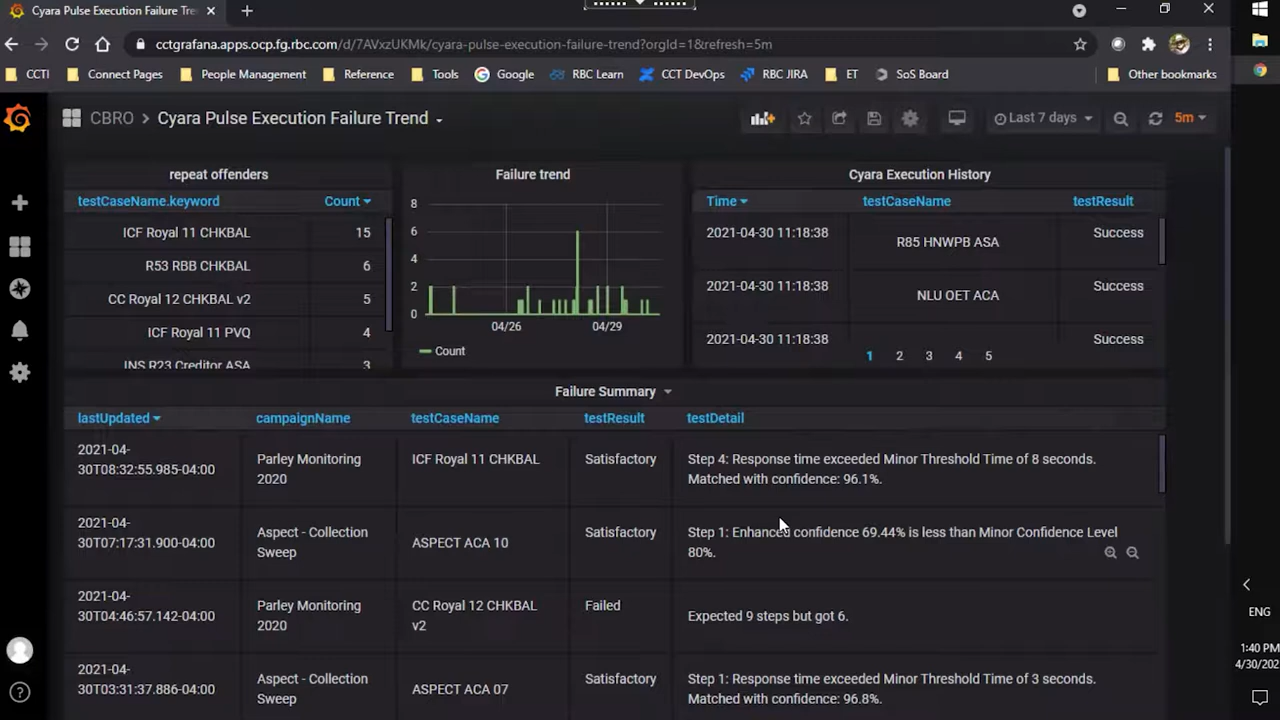 Cyara Pulse Execution Failure Tre
cctgrafana.apps.ocp.fg.rbc.com/d/7AVxzUKMk/cyara-pulse-execution-failure-trend?orgId=1&refresh=5m
CCTI
Connect Pages
People Management
Reference
Tools
Google
RBC Learn
CCT DevOps
RBC JIRA
ET
SoS Board
Other bookmarks
CBRO > Cyara Pulse Execution Failure Trend
Last 7 days
5m
repeat offenders
testCaseName.keyword Count
ICF Royal 11 CHKBAL 15
R53 RBB CHKBAL 6
CC Royal 12 CHKBAL v2 5
ICF Royal 11 PVQ 4
INS R23 Creditor ASA 3
Failure trend
8
6
4
2
0
04/26 04/29
Count
Cyara Execution History
Time testCaseName testResult
2021-04-30 11:18:38 R85 HNWPB ASA Success
2021-04-30 11:18:38 NLU OET ACA Success
2021-04-30 11:18:38 Success
1 2 3 4 5
Failure Summary
lastUpdated campaignName testCaseName testResult testDetail
2021-04-
30T08:32:55.985-04:00
Parley Monitoring
2020
ICF Royal 11 CHKBAL
Satisfactory
Step 4: Response time exceeded Minor Threshold Time of 8 seconds.
Matched with confidence: 96.1%.
2021-04-
30T07:17:31.900-04:00
Aspect - Collection
Sweep
ASPECT ACA 10
Satisfactory
Step 1: Enhanced confidence 69.44% is less than Minor Confidence Level
80%.
2021-04-
30T04:46:57.142-04:00
Parley Monitoring
2020
CC Royal 12 CHKBAL
v2
Failed
Expected 9 steps but got 6.
2021-04-
30T03:31:37.886-04:00
Aspect - Collection
Sweep
ASPECT ACA 07
Satisfactory
Step 1: Response time exceeded Minor Threshold Time of 3 seconds.
Matched with confidence: 96.8%.
ENG
1:40 PM
4/30/202